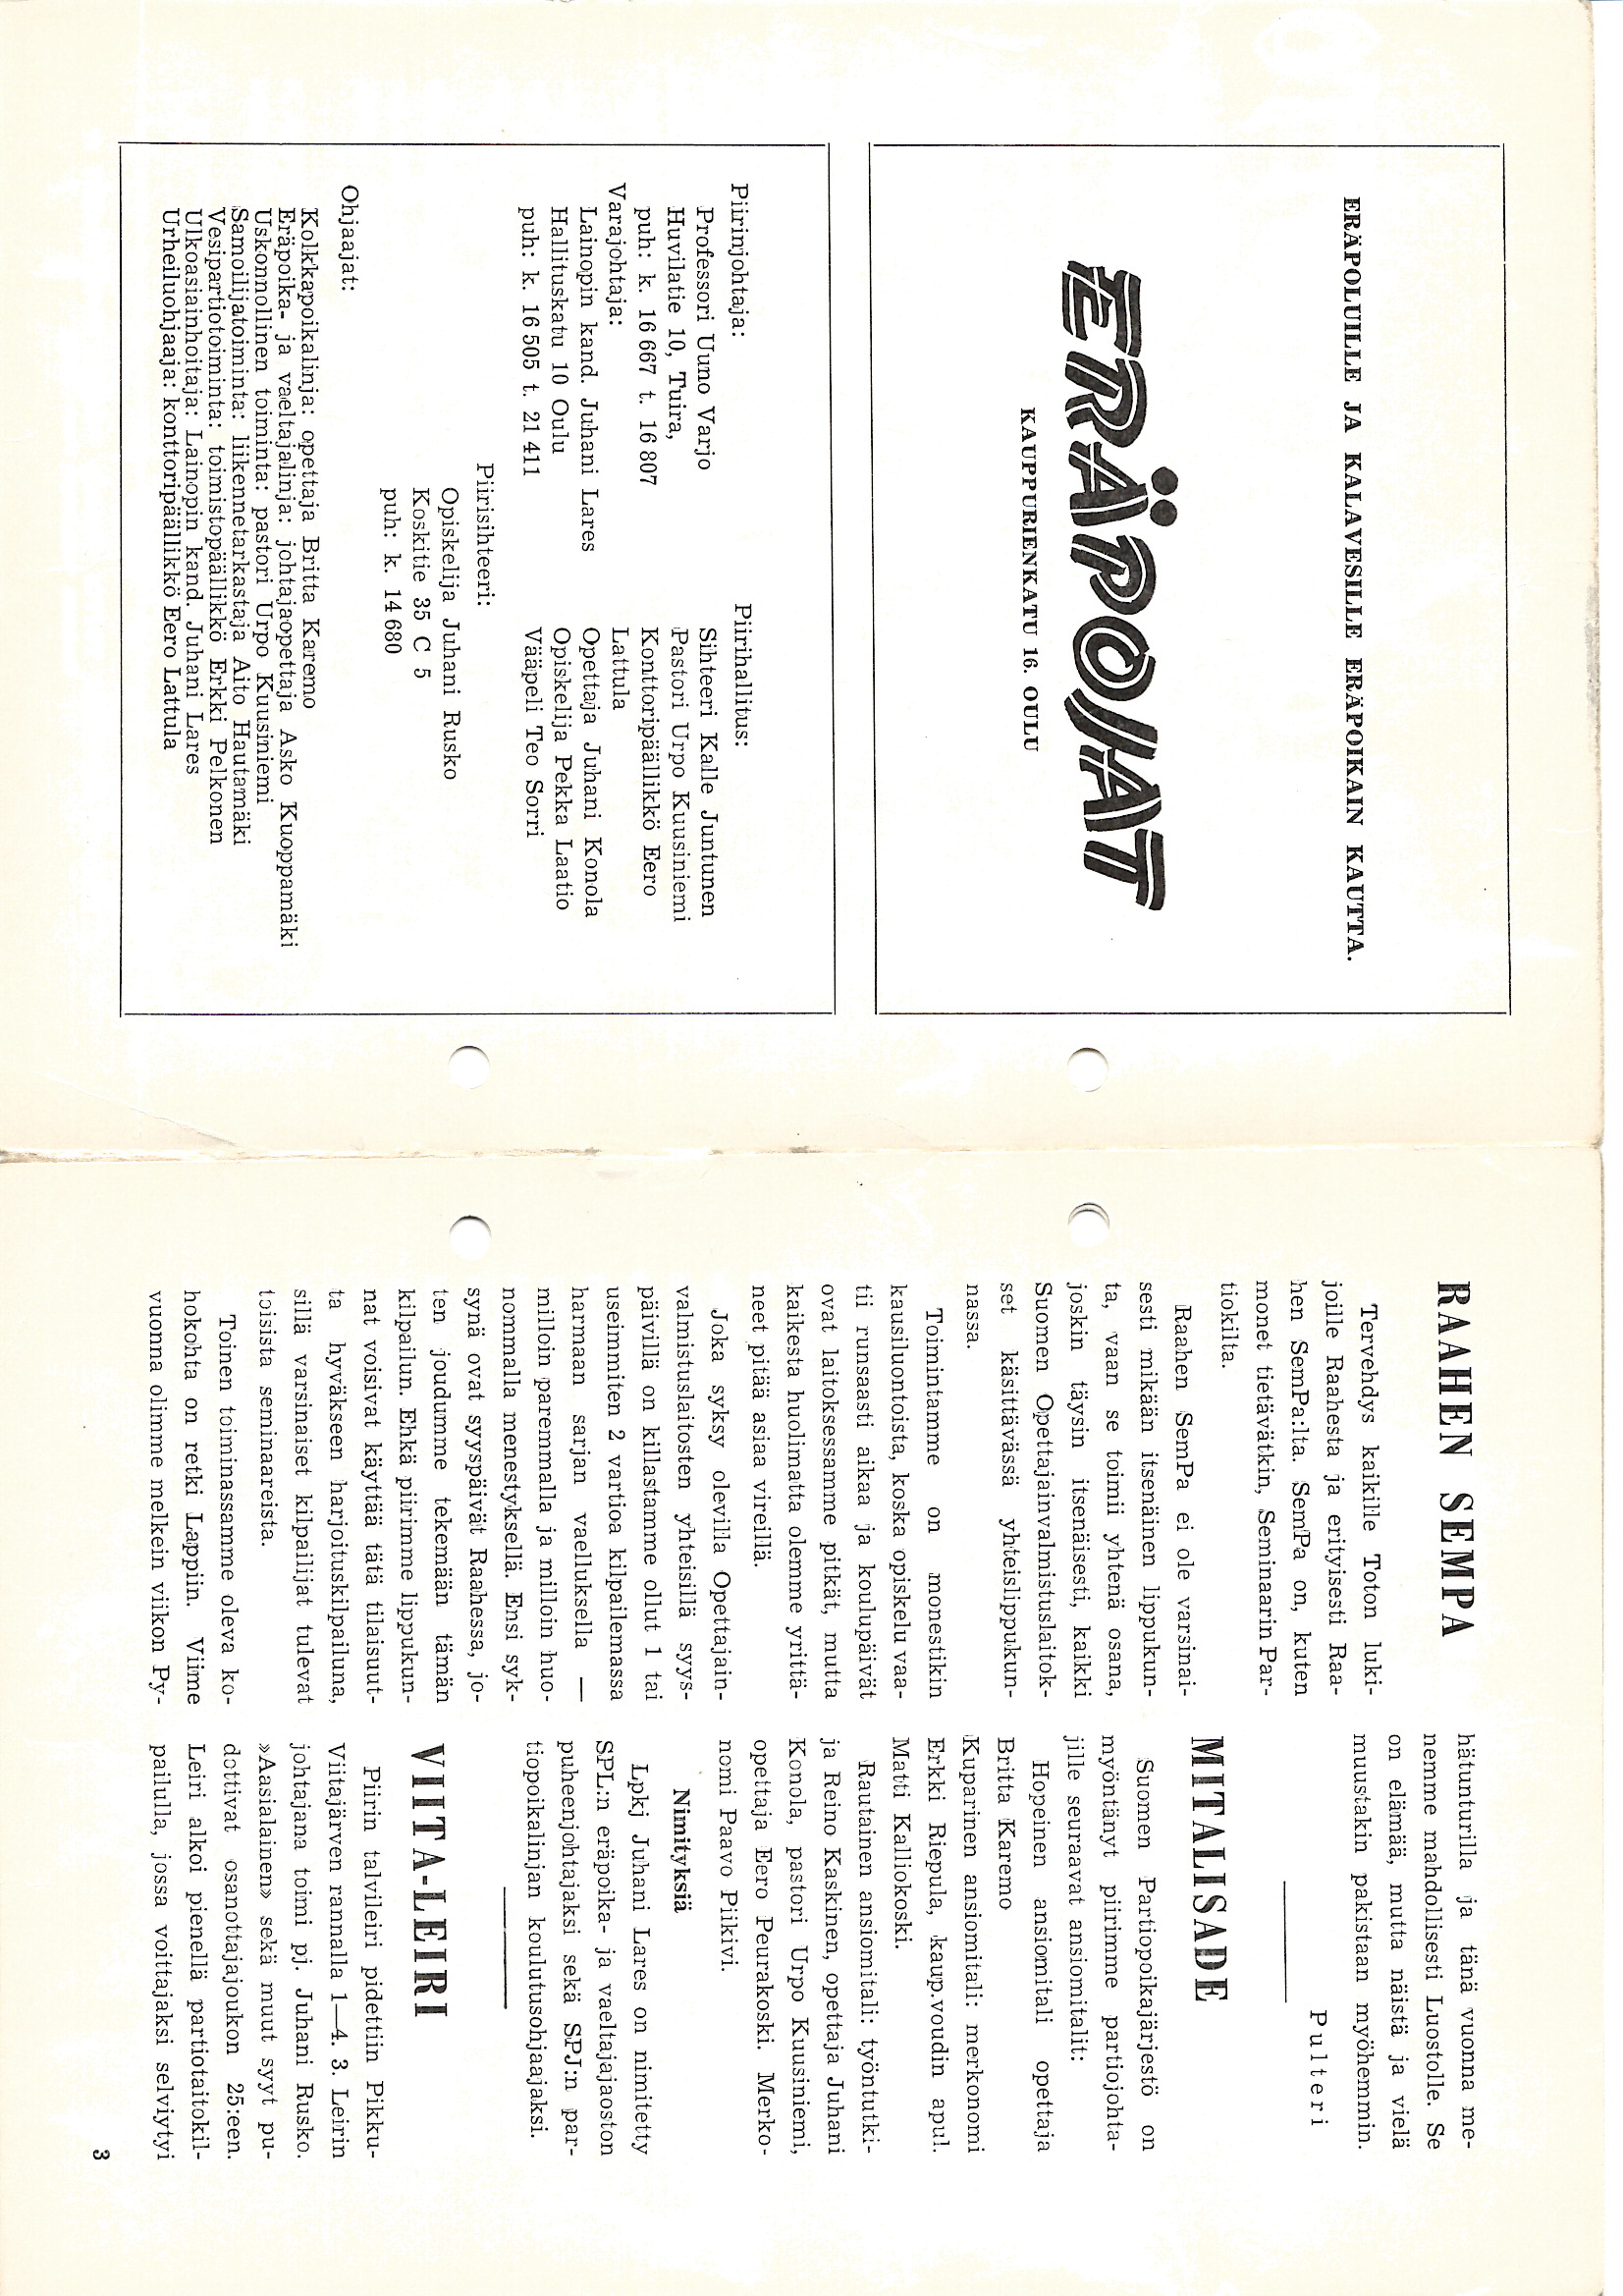 ERÄPOLUILLE JA KALAVESILLE ERÄPOIKAIN KAUTTA.
ERÄPOJAT
KAUPPURIENKATU 16. OULU
Piirinjohtaja:
Professori Uuno Varjo
Huvilatie 10, Tuira,
puh: k. 16 667 t. 16 807
Varajohtaja:
Lainopin kand. Juhani Lares
Hallituskatu 10 Oulu
puh: k. 16 505 t. 21 411
Piirihallitus:
Sihteeri Kalle Juntunen
Pastori Urpo Kuusiniemi
Konttoripäällikkö Eero
Lattula
Opettaja Juhani Konola
Opiskelija Pekka Laatio
Vääpeli Teo Sorri
Piirisihteeri:
Opiskelija Juhani Rusko
Koskitie 35 C 5
puh: k. 14 680
Ohjaajat:
Kolkkapoikalinja: opettaja Britta Karemo
Eräpoika- ja vaeltajalinja: johtajaopettaja Asko Kuoppamäki
Uskonnollinen toiminta: pastori Urpo Kuusiniemi
Samoilijatoiminta: liikennetarkastaja Aito Hautamäki
Vesipartiotoiminta: toimistopäällikkö Erkki Pelkonen
Ulkoasiainhoitaja: Lainopin kand. Juhani Lares
Urheiluohjaaja: konttoripäällikkö Eero Lattula
RAAHEN SEMPA
Tervehdys kaikille Toton luki-
joille Raahesta ja erityisesti Raa-
hen SemPa:lta. SemPa on, kuten
monet tietävätkin, Seminaarin Par-
tiokilta.
Raahen SemPa ei ole varsinai-
sesti mikään itsenäinen lippukun-
ta, vaan se toimii yhtenä osana,
joskin täysin itsenäisesti, kaikki
Suomen Opettajainvalmistuslaitok-
set käsittävässä yhteislippukun-
nassa.
Toimintamme on monestikin
kausiluontoista, koska opiskelu vaa-
tii runsaasti aikaa ja koulupäivät
ovat laitoksessamme pitkät, mutta
kaikesta huolimatta olemme yrittä-
neet pitää asiaa vireillä.
Joka syksy olevilla Opettajain-
valmistuslaitosten yhteisillä syys-
päivillä on killastamme ollut 1 tai
useimmiten 2 vartioa kilpailemassa
harmaan sarjan vaelluksella —
milloin paremmalla ja milloin huo-
nommalla menestyksellä. Ensi syk-
synä ovat syyspäivät Raahessa, jo-
ten joudumme tekemään tämän
kilpailun. Ehkä piirimme lippukun-
nat voisivat käyttää tätä tilaisuut-
ta hyväkseen harjoituskilpailuna,
sillä varsinaiset kilpailijat tulevat
toisista seminaareista.
Toinen toiminassamme oleva ko-
hokohta on retki Lappiin. Viime
vuonna olimme melkein viikon Py-
hätunturilla ja tänä vuonna me-
nemme mahdollisesti Luostolle. Se
on elämää, mutta näistä ja vielä
muustakin pakistaan myöhemmin.
Pulteri
MITALISADE
Suomen Partiopoikajärjestö on
myöntänyt piirimme partiojohta-
jille seuraavat ansiomitalit:
Hopeinen ansiomitali opettaja
Britta Karemo
Kuparinen ansiomitali: merkonomi
Erkki Riepula, kaup.voudin apul.
Matti Kalliokoski.
Rautainen ansiomitali: työntutki-
ja Reino Kaskinen, opettaja Juhani
Konola, pastori Urpo Kuusiniemi,
opettaja Eero Peurakoski. Merko-
nomi Paavo Piikivi.
Nimityksiä
Lpkj Juhani Lares on nimitetty
SPL:n eräpoika- ja vaeltajajaoston
puheenjohtajaksi sekä SPJ:n par-
tiopoikalinjan koulutusohjaajaksi.
VIITA-LEIRI
Piirin talvileiri pidettiin Pikku-
Viitajärven rannalla 1—4. 3. Leirin
johtajana toimi pj. Juhani Rusko.
»Aasialainen» sekä muut syyt pu-
dottivat osanottajajoukon 25:een.
Leiri alkoi pienellä partiotaitokil-
pailulla, jossa voittajaksi selviytyi
3